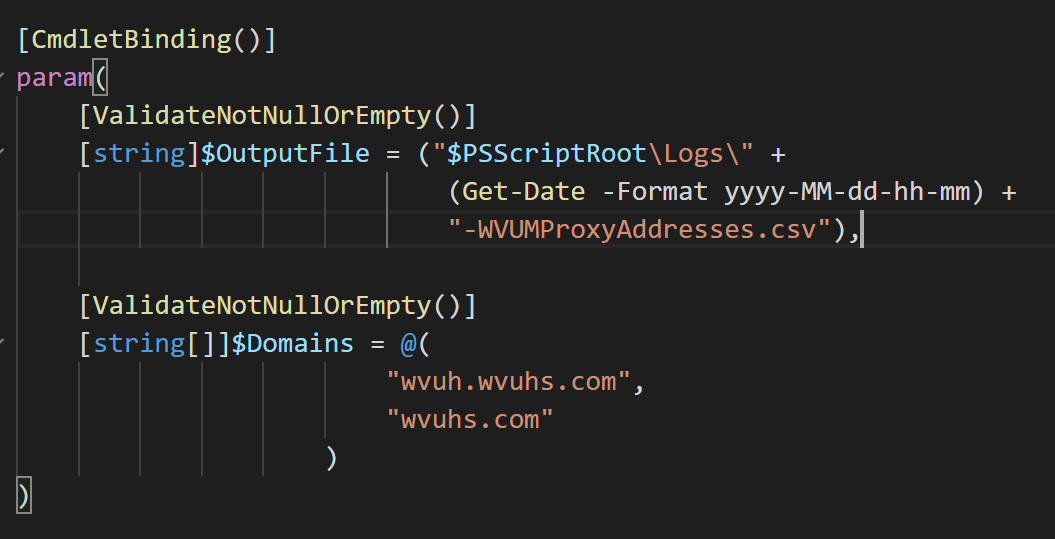 [CmdletBinding()]
param(
[ValidateNotNullOrEmpty()]
[string]$OutputFile = ("$PSScriptRoot\Logs\" +
(Get-Date -Format yyyy-MM-dd-hh-mm) +
"-WVUMProxyAddresses.csv"),
[ValidateNotNullOrEmpty()]
[string[]]$Domains = @(
"wvuh.wvuhs.com",
"wvuhs.com"
)
)